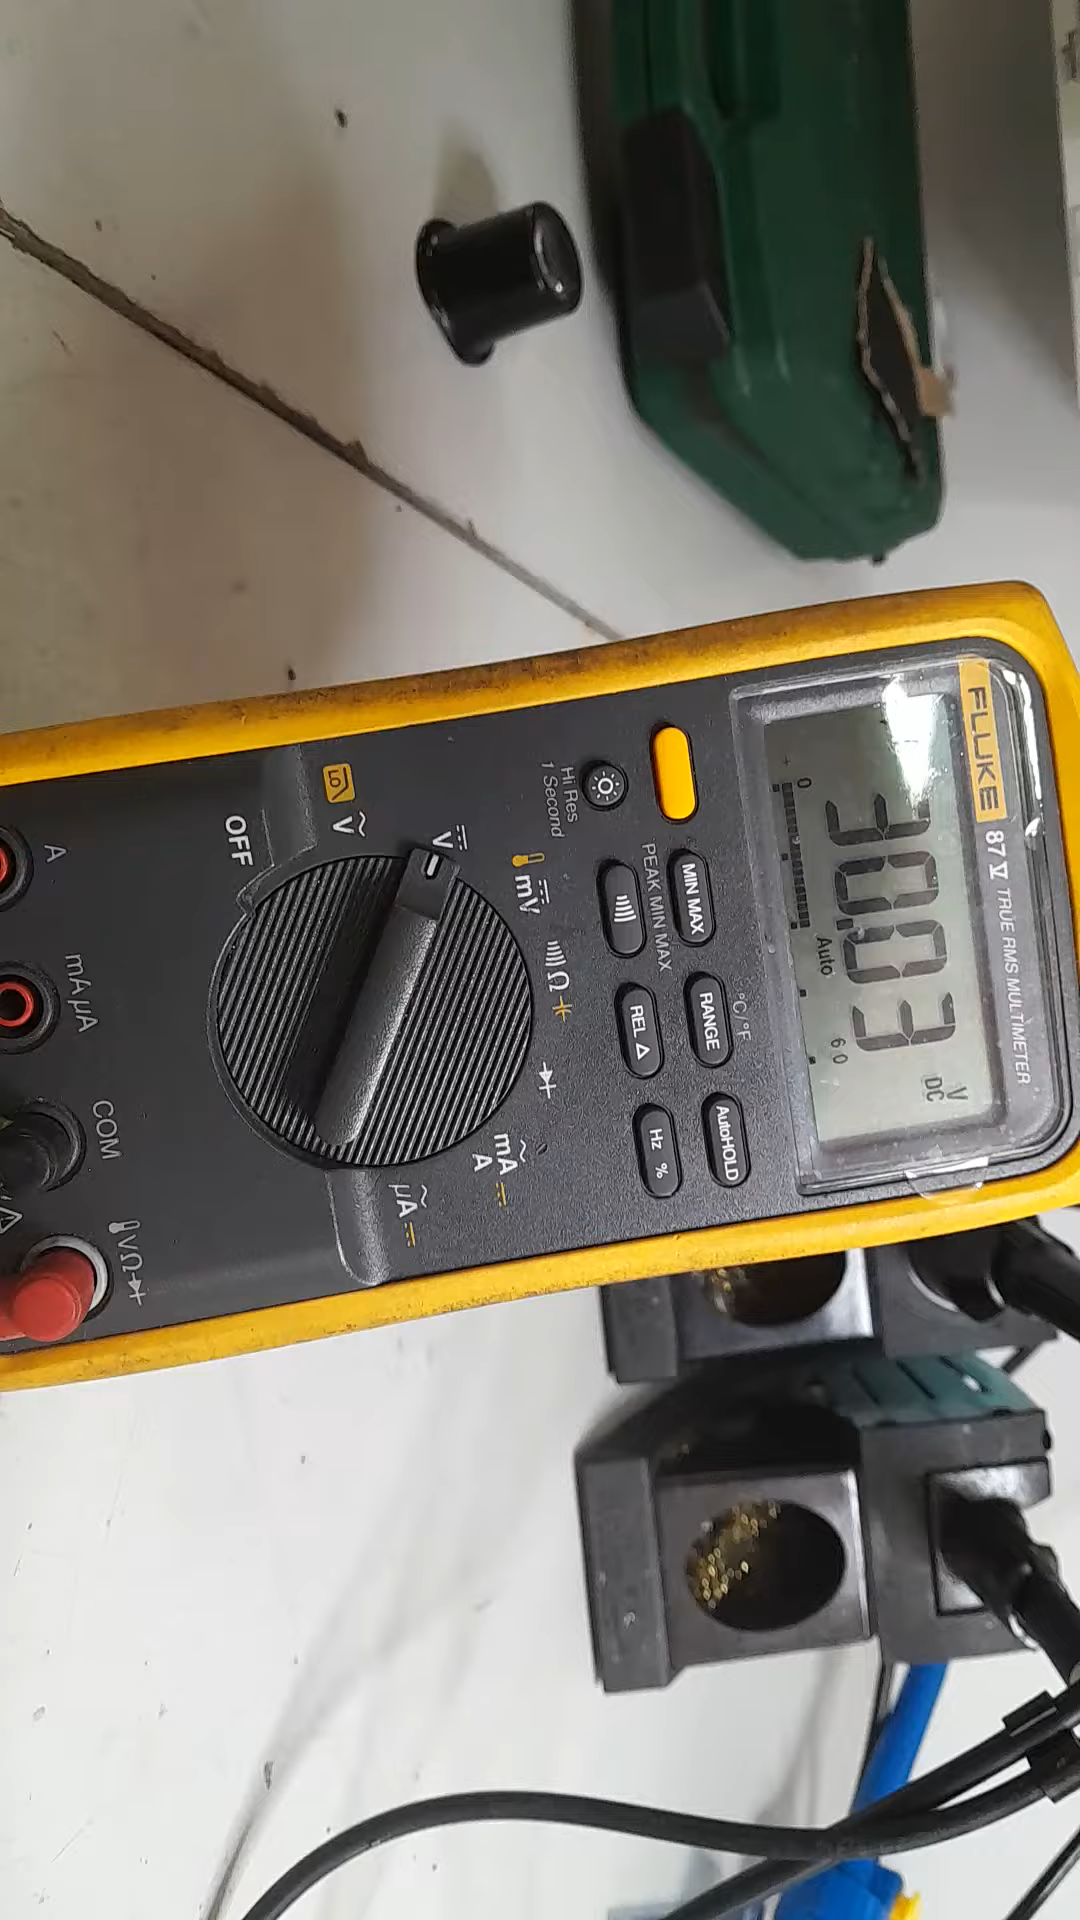 FLUKE 87 V TRUE RMS MULTIMETER
30.03
V
DC
Auto
60
0
MIN MAX
RANGE
°C/°F
AutoHOLD
PEAK MIN MAX
REL Δ
Hz %
Hi Res
1 Second
OFF
V
V
mV
Ω
mA
A
µA
A
mA µA
COM
VΩ